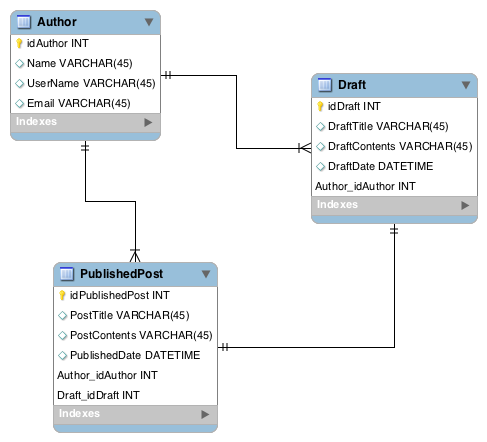 Author
idAuthor INT
Name VARCHAR(45)
UserName VARCHAR(45)
Email VARCHAR(45)
Indexes
Draft
idDraft INT
DraftTitle VARCHAR(45)
DraftContents VARCHAR(45)
DraftDate DATETIME
Author_idAuthor INT
Indexes
PublishedPost
idPublishedPost INT
PostTitle VARCHAR(45)
PostContents VARCHAR(45)
PublishedDate DATETIME
Author_idAuthor INT
Draft_idDraft INT
Indexes